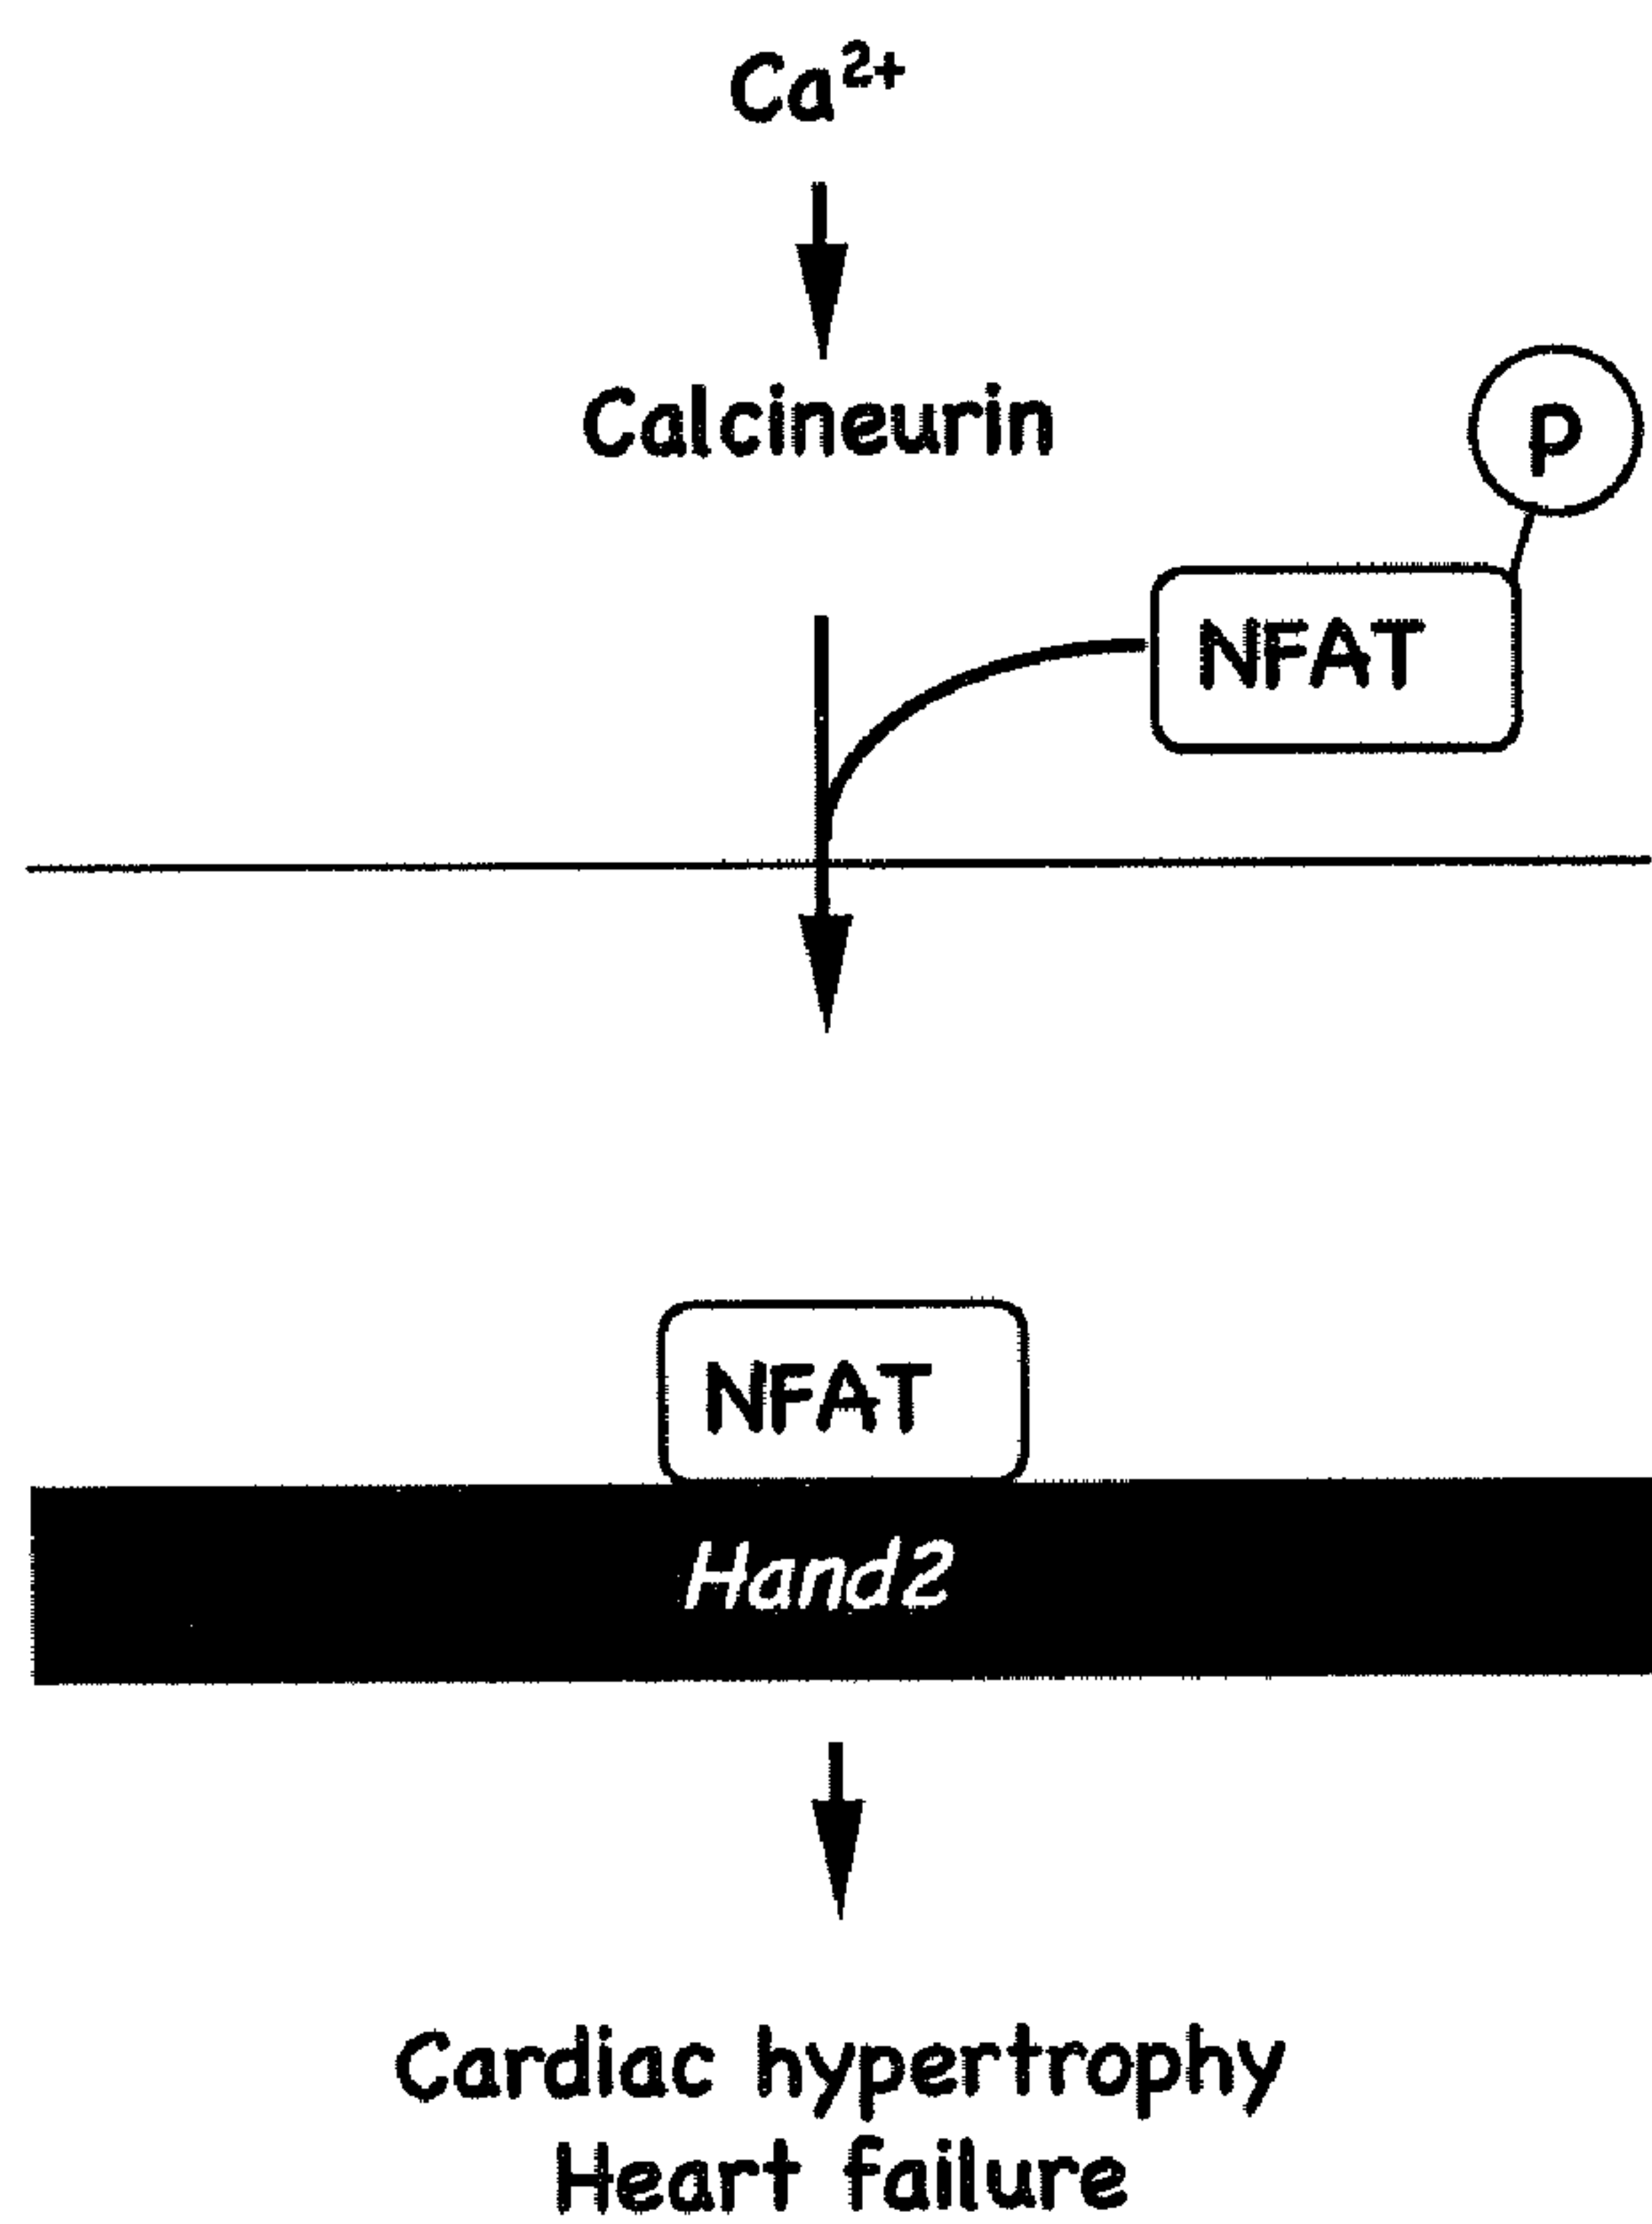 Ca²⁺
Calcineurin
P
NFAT
NFAT
Hand2
Cardiac hypertrophy
Heart failure